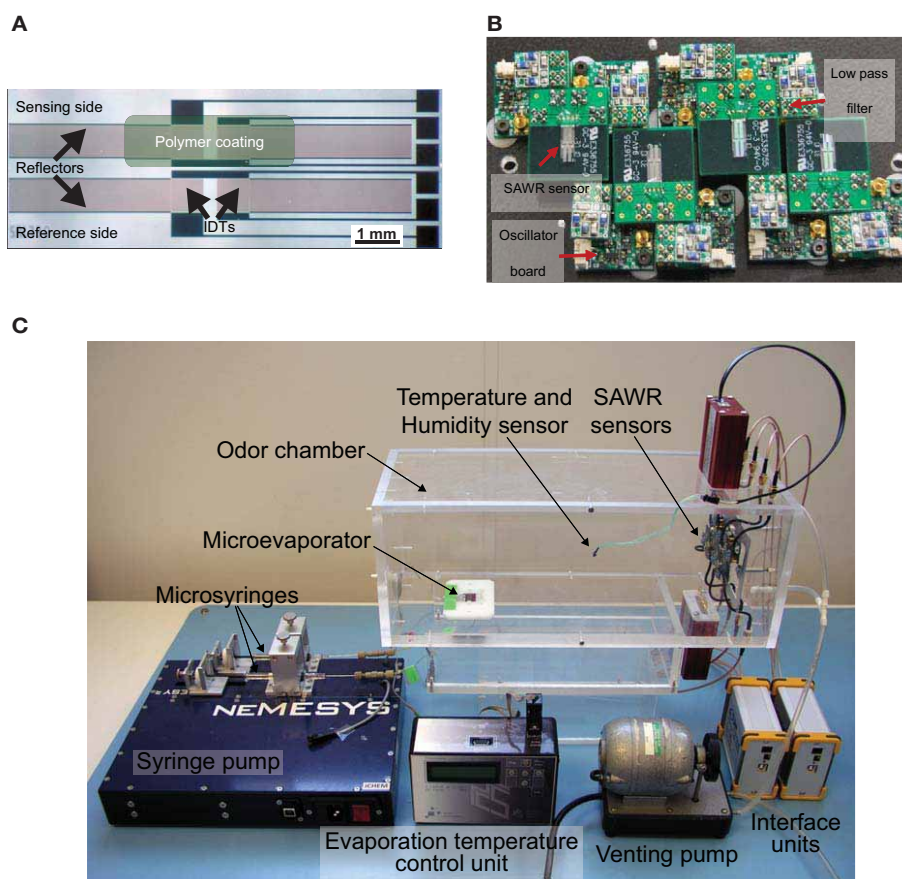 A
Sensing side
Polymer coating
Reflectors
IDTs
Reference side
1 mm
B
Low pass
filter
SAWR sensor
Oscillator
board
C
Temperature and
Humidity sensor
SAWR
sensors
Odor chamber
Microevaporator
Microsyringes
NEMESYS
Syringe pump
Evaporation temperature
control unit
Venting pump
Interface
units